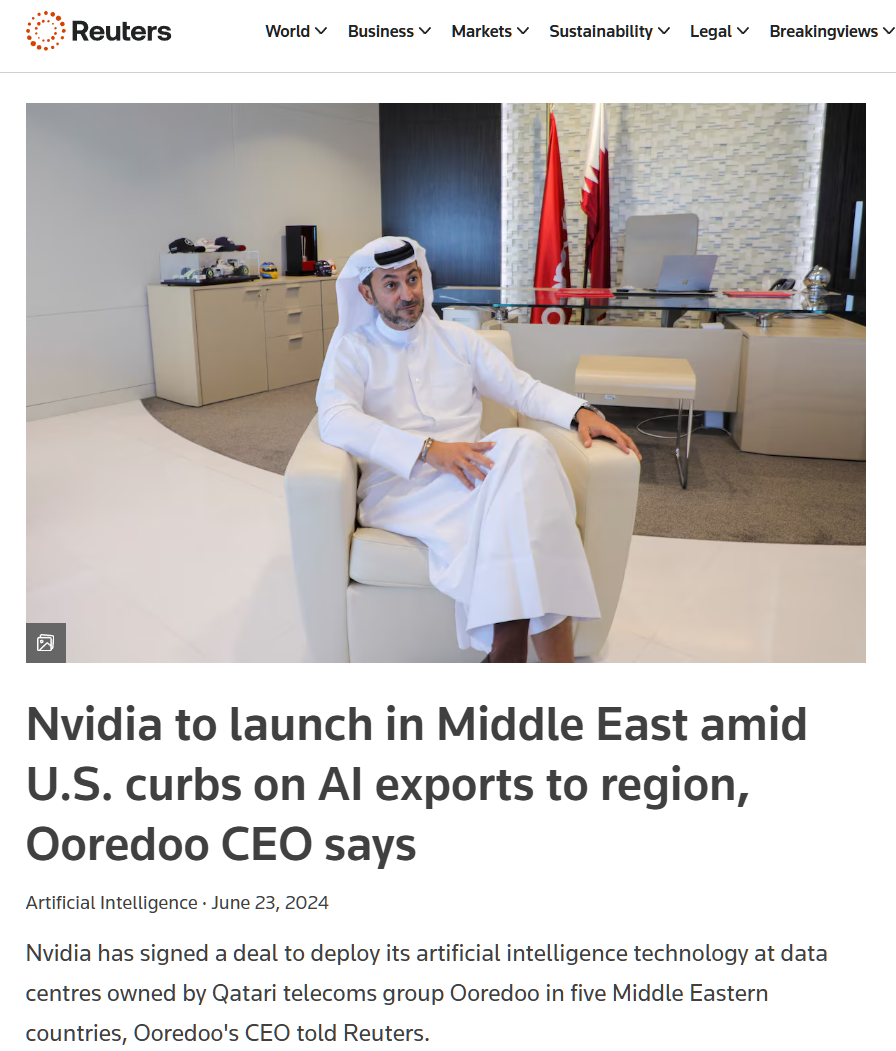 Reuters
World Business Markets Sustainability Legal Breakingviews
Nvidia to launch in Middle East amid
U.S. curbs on AI exports to region,
Ooredoo CEO says
Artificial Intelligence · June 23, 2024
Nvidia has signed a deal to deploy its artificial intelligence technology at data
centres owned by Qatari telecoms group Ooredoo in five Middle Eastern
countries, Ooredoo's CEO told Reuters.